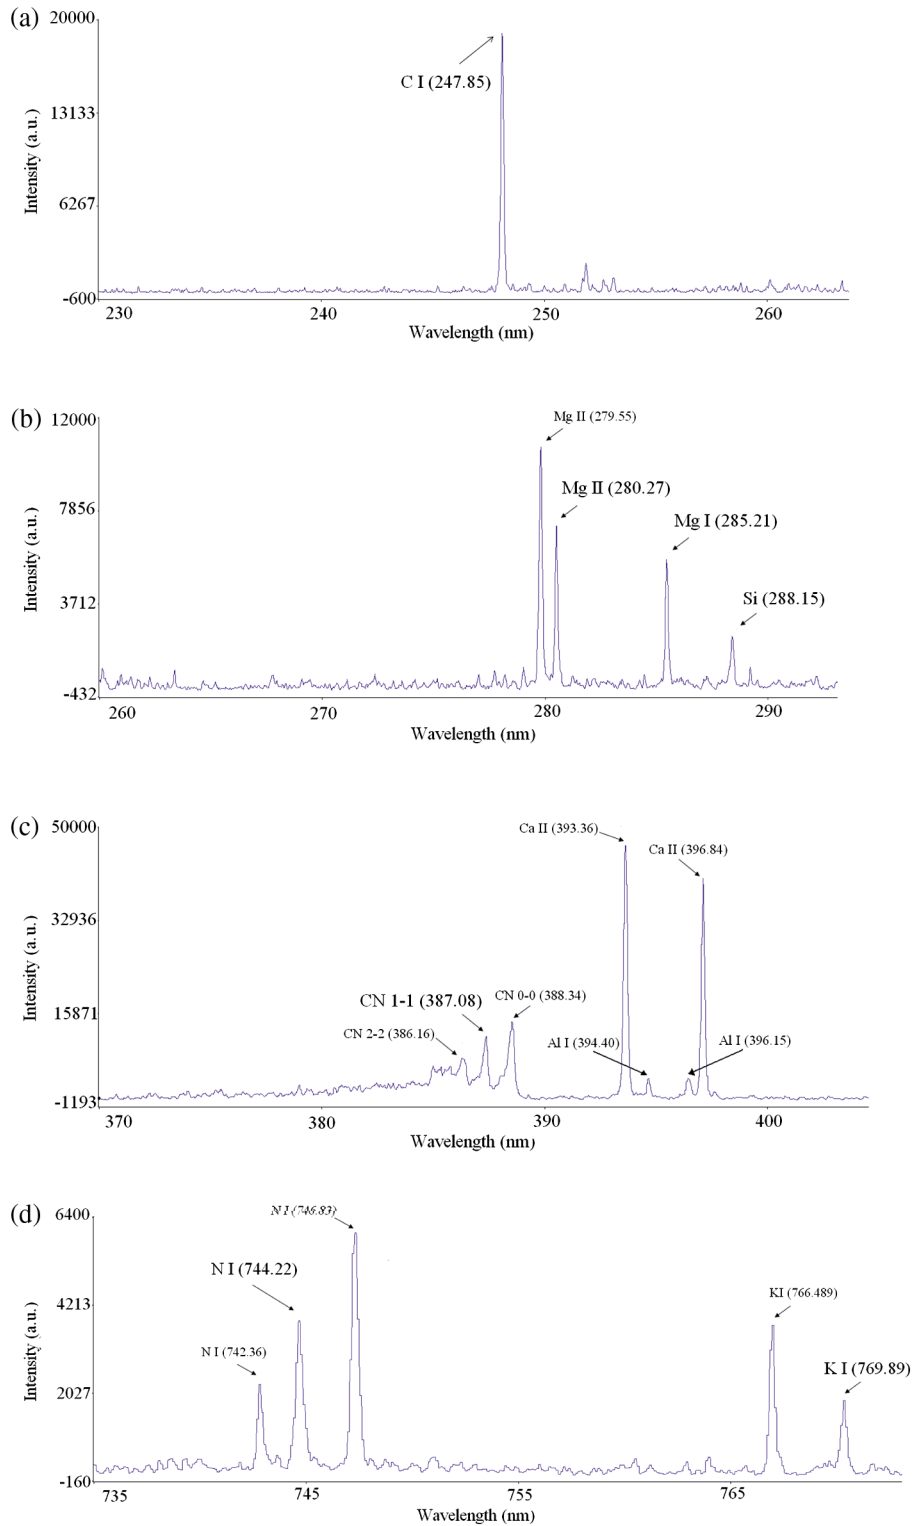 (a)
20000
C I (247.85)
13133
Intensity (a.u.)
6267
-600
230 240 250 260
Wavelength (nm)
(b)
12000
Mg II (279.55)
Mg II (280.27)
7856
Mg I (285.21)
Intensity (a.u.)
Si (288.15)
3712
-432
260 270 280 290
Wavelength (nm)
(c)
50000
Ca II (393.36)
Ca II (396.84)
32936
Intensity (a.u.)
CN 1-1 (387.08)
CN 0-0 (388.34)
15871
CN 2-2 (386.16)
Al I (394.40)
Al I (396.15)
-1193
370 380 390 400
Wavelength (nm)
(d)
6400
N I (746.83)
N I (744.22)
4213
KI (766.489)
Intensity (a.u.)
N I (742.36)
K I (769.89)
2027
-160
735 745 755 765
Wavelength (nm)